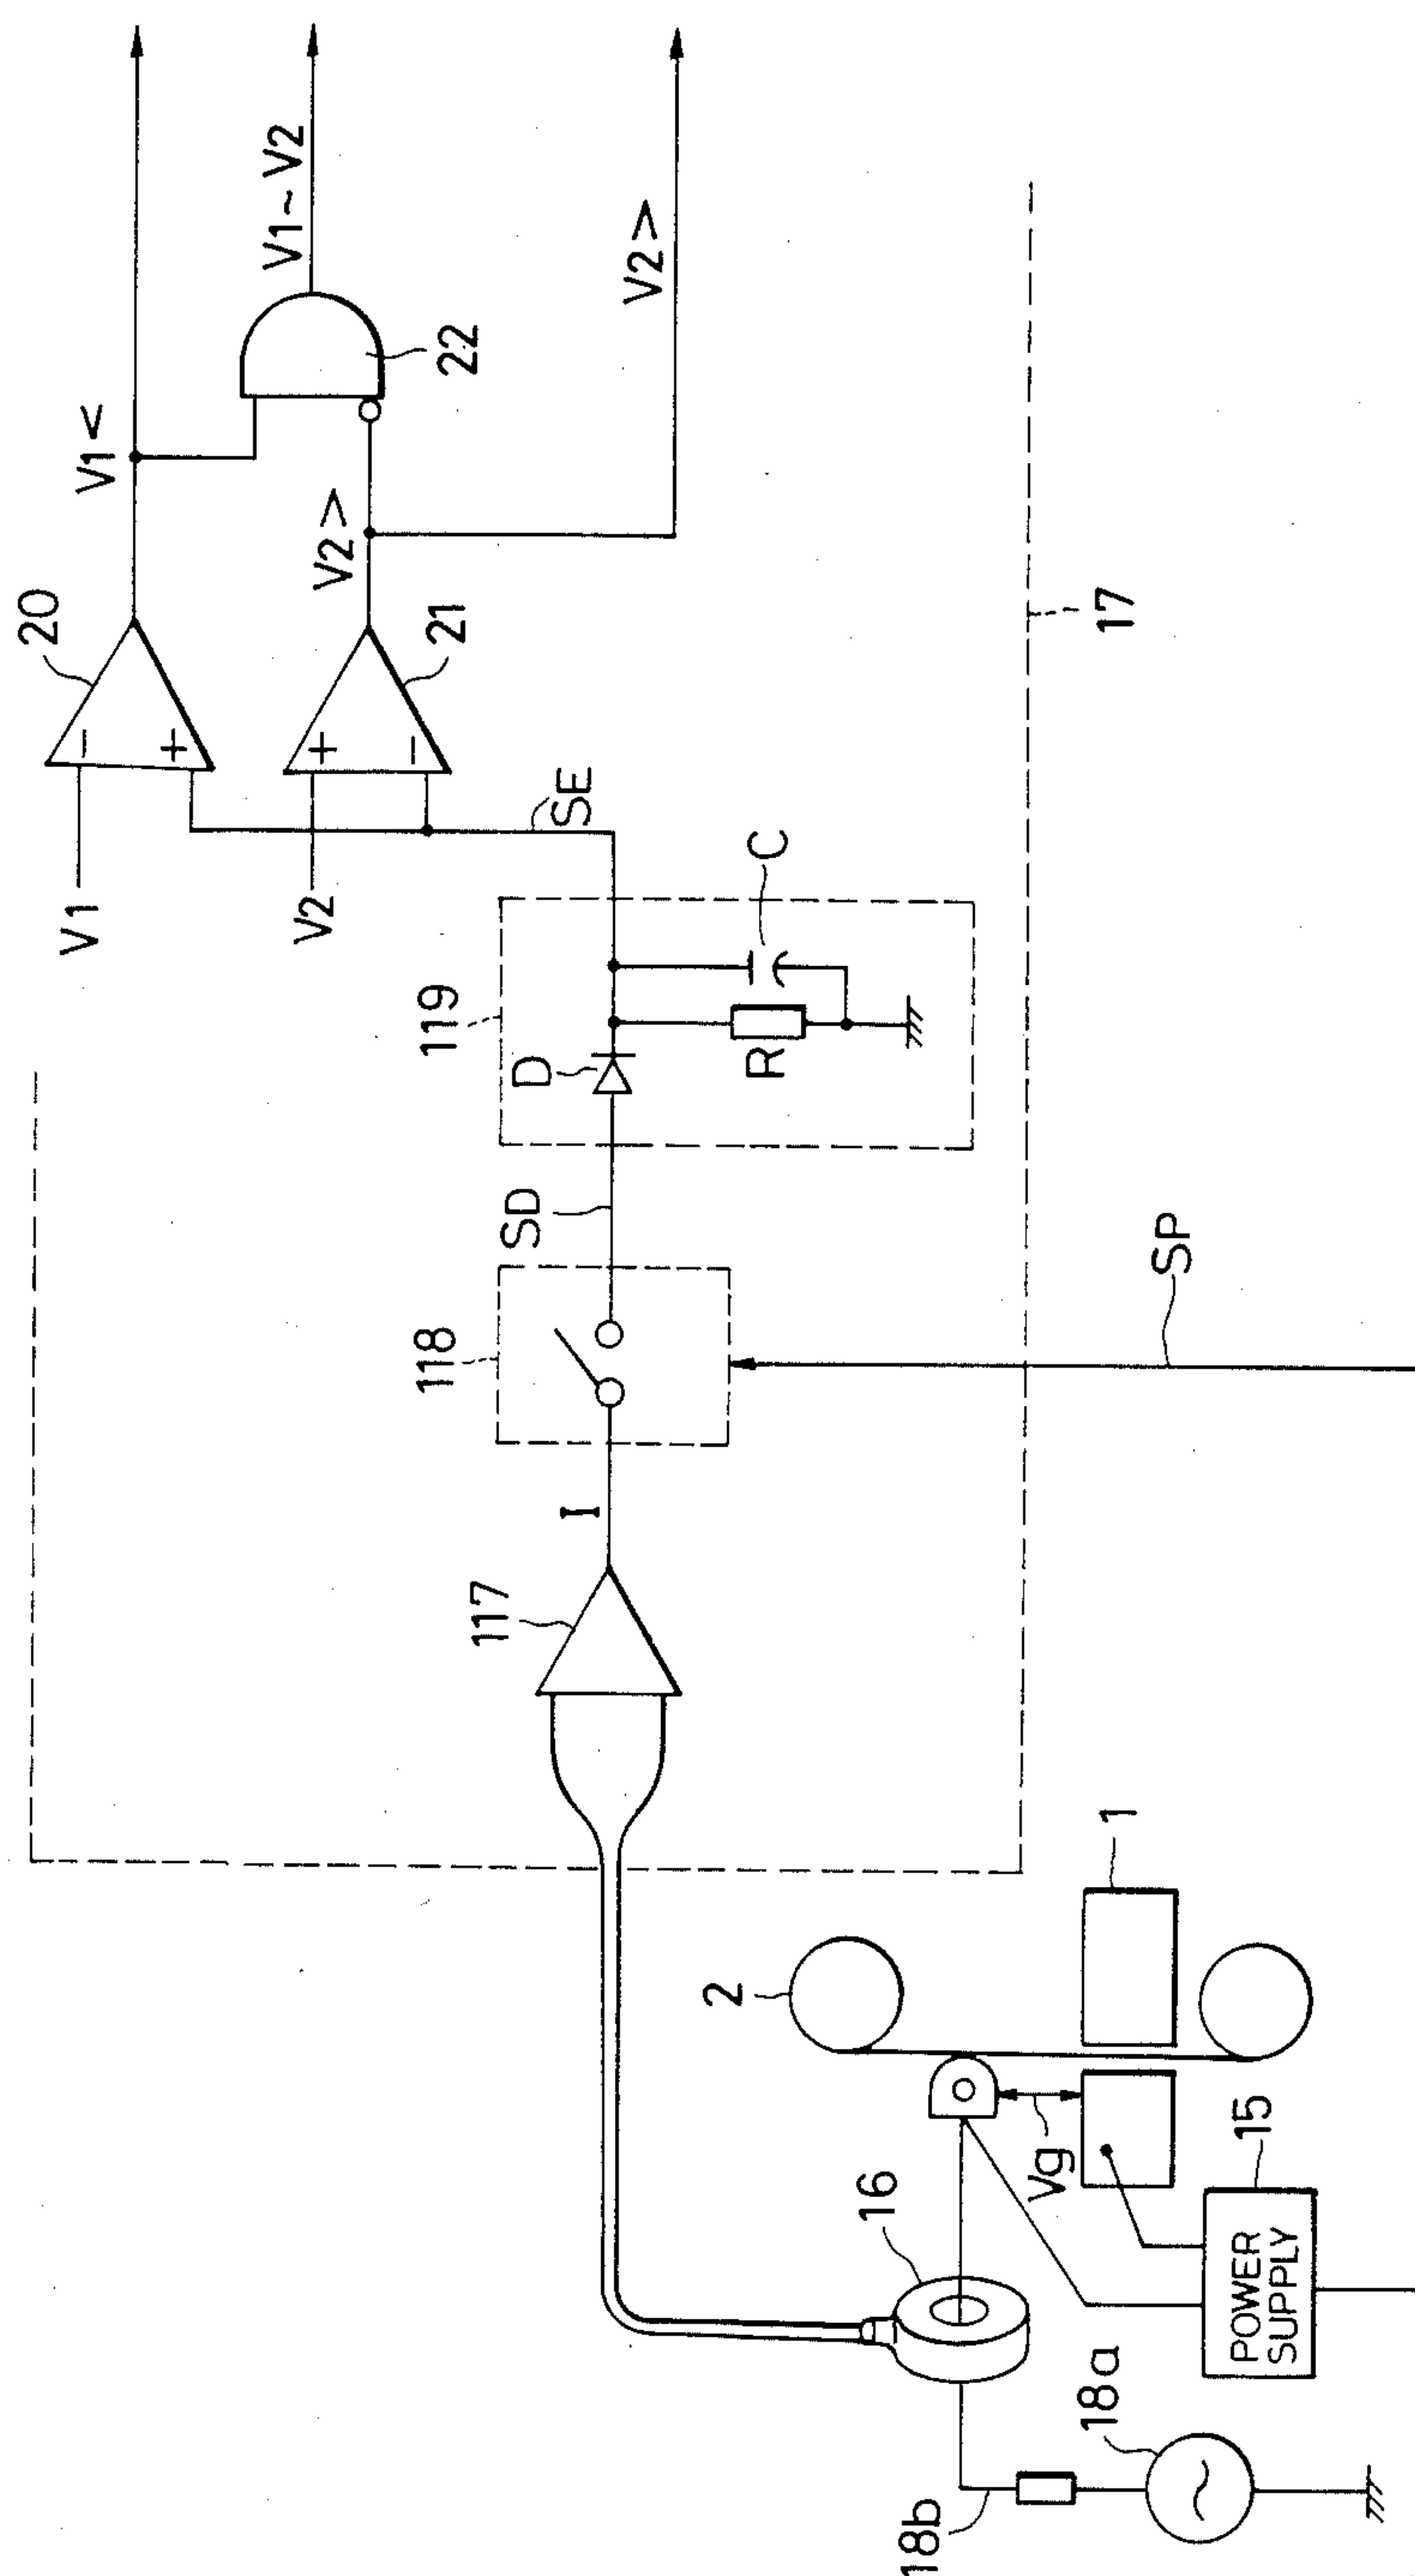 V1<
V1~V2
22
V2>
V2>
20
21
V1
V2
SE
17
119
C
D
R
SD
118
SP
I
117
2
1
16
Vg
15
POWER
SUPPLY
18a
18b
+
−
+
−
~